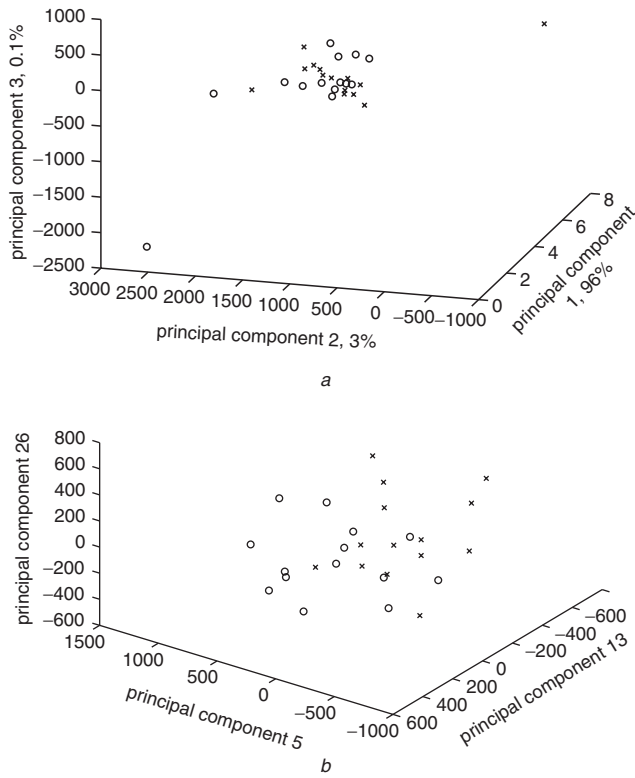 1000
500
0
−500
−1000
−1500
−2000
−2500
principal component 3, 0.1%
3000 2500 2000 1500 1000 500 0 −500 −1000
principal component 2, 3%
0 2 4 6 8
principal component
1, 96%
a
800
600
400
200
0
−200
−400
−600
principal component 26
1500 1000 500 0 −500 −1000
principal component 5
600 400 200 0 −200 −400 −600
principal component 13
b